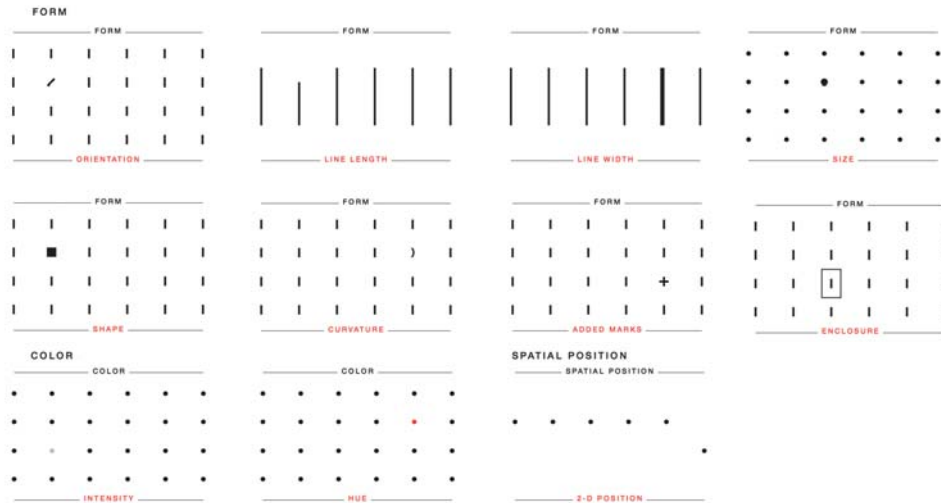 FORM
FORM
ORIENTATION
FORM
LINE LENGTH
FORM
LINE WIDTH
FORM
SIZE
FORM
SHAPE
FORM
CURVATURE
FORM
ADDED MARKS
FORM
ENCLOSURE
COLOR
COLOR
INTENSITY
COLOR
HUE
SPATIAL POSITION
SPATIAL POSITION
2-D POSITION